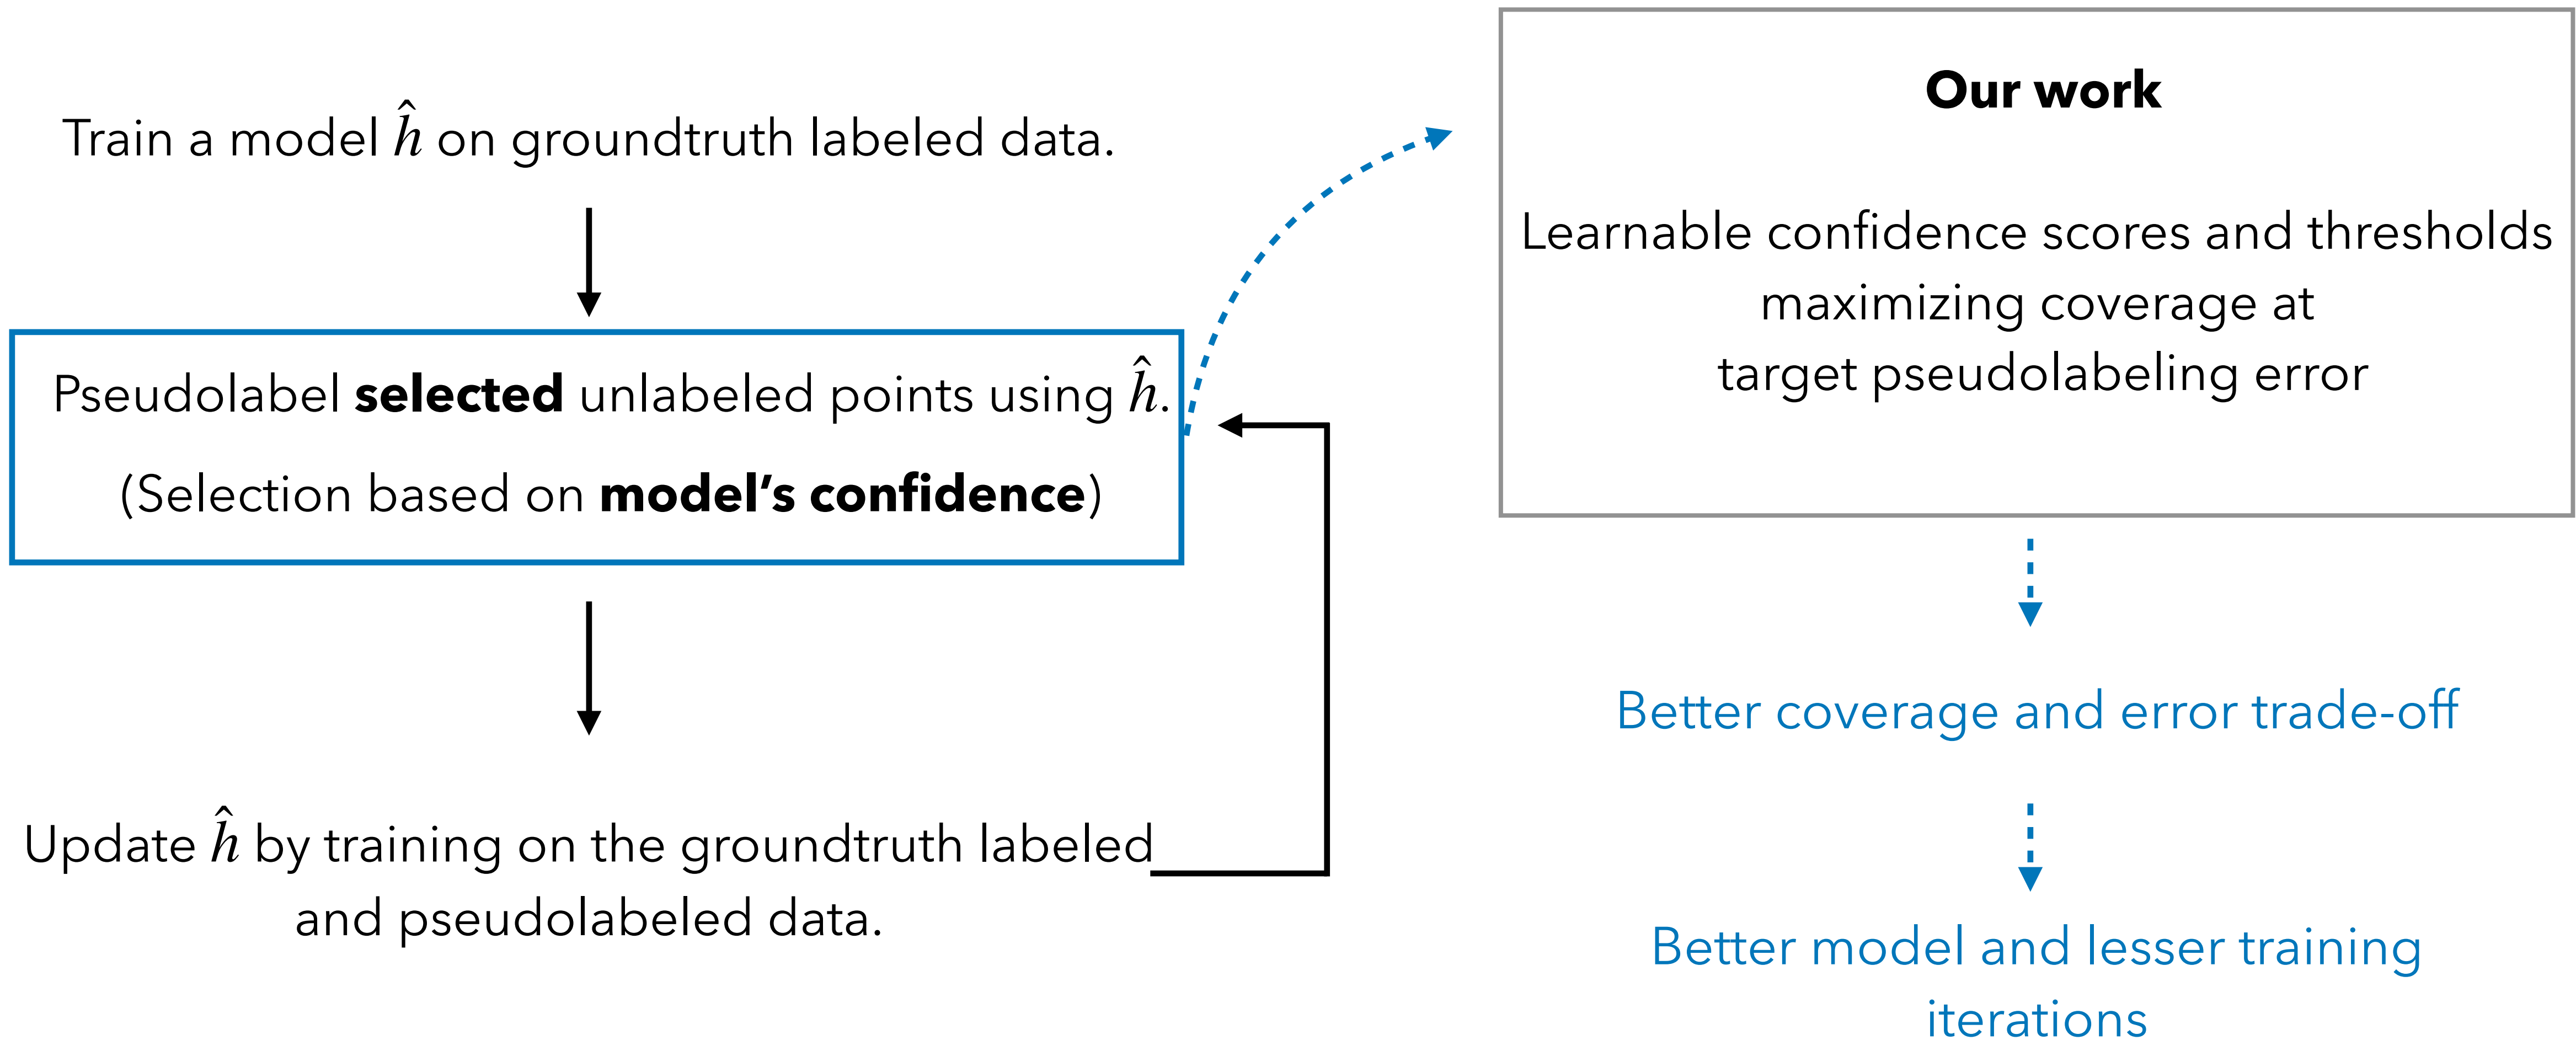 Train a model ĥ on groundtruth labeled data.
Pseudolabel selected unlabeled points using ĥ.
(Selection based on model’s confidence)
Update ĥ by training on the groundtruth labeled
and pseudolabeled data.
Our work
Learnable confidence scores and thresholds
maximizing coverage at
target pseudolabeling error
Better coverage and error trade-off
Better model and lesser training
iterations